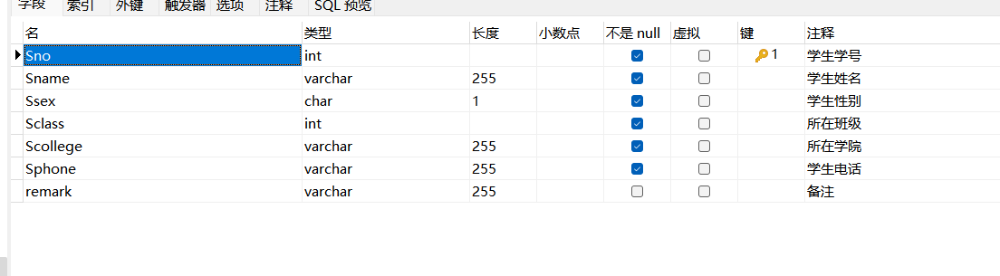 字段 索引 外键 触发器 选项 注释 SQL 预览
名 类型 长度 小数点 不是 null 虚拟 键 注释
Sno int 1 学生学号
Sname varchar 255 学生姓名
Ssex char 1 学生性别
Sclass int 所在班级
Scollege varchar 255 所在学院
Sphone varchar 255 学生电话
remark varchar 255 备注